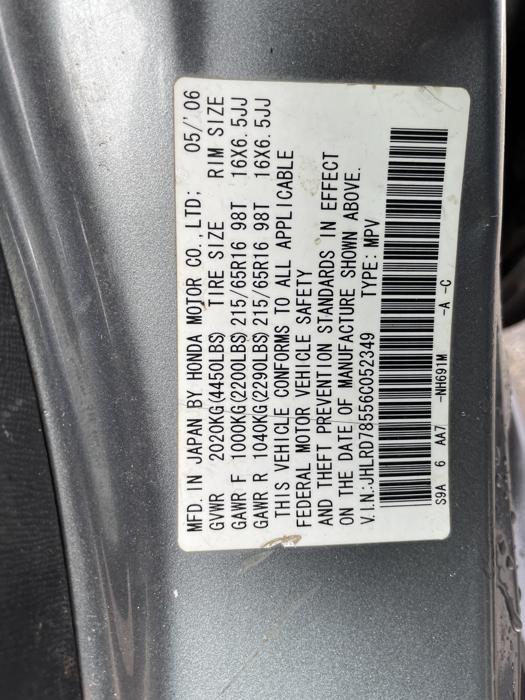 MFD. IN JAPAN BY HONDA MOTOR CO.,LTD; 05/'06
GVWR 2020KG(4450LBS) TIRE SIZE RIM SIZE
GAWR F 1000KG(2200LBS) 215/65R16 98T 16X6.5JJ
GAWR R 1040KG(2290LBS) 215/65R16 98T 16X6.5JJ
THIS VEHICLE CONFORMS TO ALL APPLICABLE
FEDERAL MOTOR VEHICLE SAFETY
AND THEFT PREVENTION STANDARDS IN EFFECT
ON THE DATE OF MANUFACTURE SHOWN ABOVE.
V.I.N:JHLRD78556C052349 TYPE: MPV
S9A 6 AA7 -NH691M -A -C